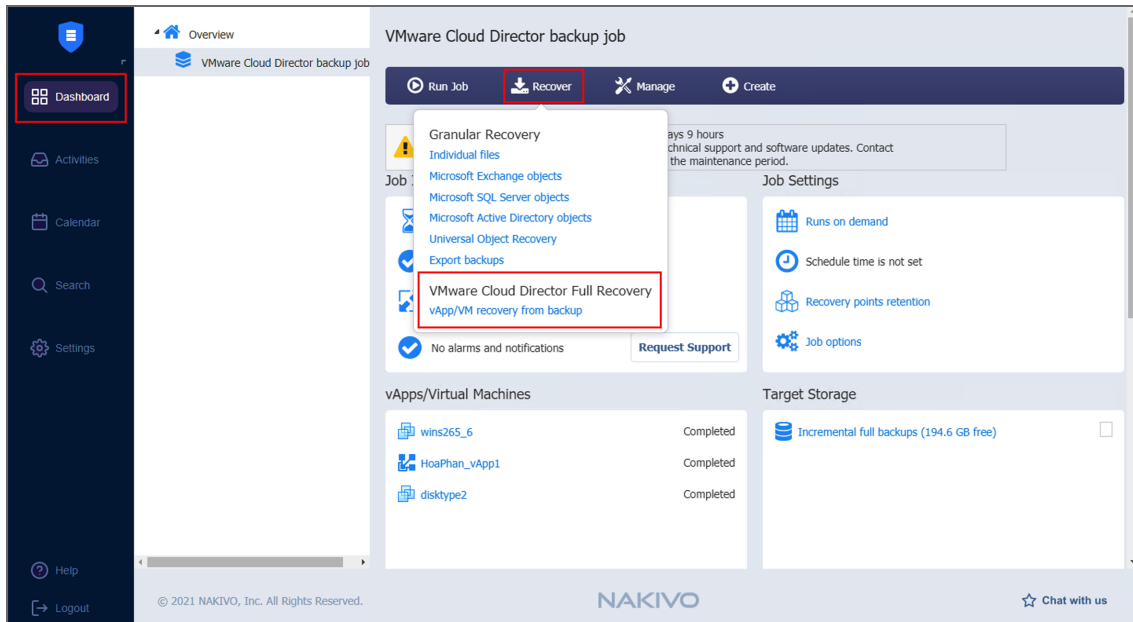 Overview
VMware Cloud Director backup job
Dashboard
Activities
Calendar
Search
Settings
Help
Logout
VMware Cloud Director backup job
Run Job
Recover
Manage
Create
Granular Recovery
Individual files
Microsoft Exchange objects
Microsoft SQL Server objects
Microsoft Active Directory objects
Universal Object Recovery
Export backups
VMware Cloud Director Full Recovery
vApp/VM recovery from backup
ays 9 hours
chnical support and software updates. Contact
the maintenance period.
Job
No alarms and notifications
Request Support
Job Settings
Runs on demand
Schedule time is not set
Recovery points retention
Job options
vApps/Virtual Machines
wins265_6 Completed
HoaPhan_vApp1 Completed
disktype2 Completed
Target Storage
Incremental full backups (194.6 GB free)
© 2021 NAKIVO, Inc. All Rights Reserved.
NAKIVO
Chat with us